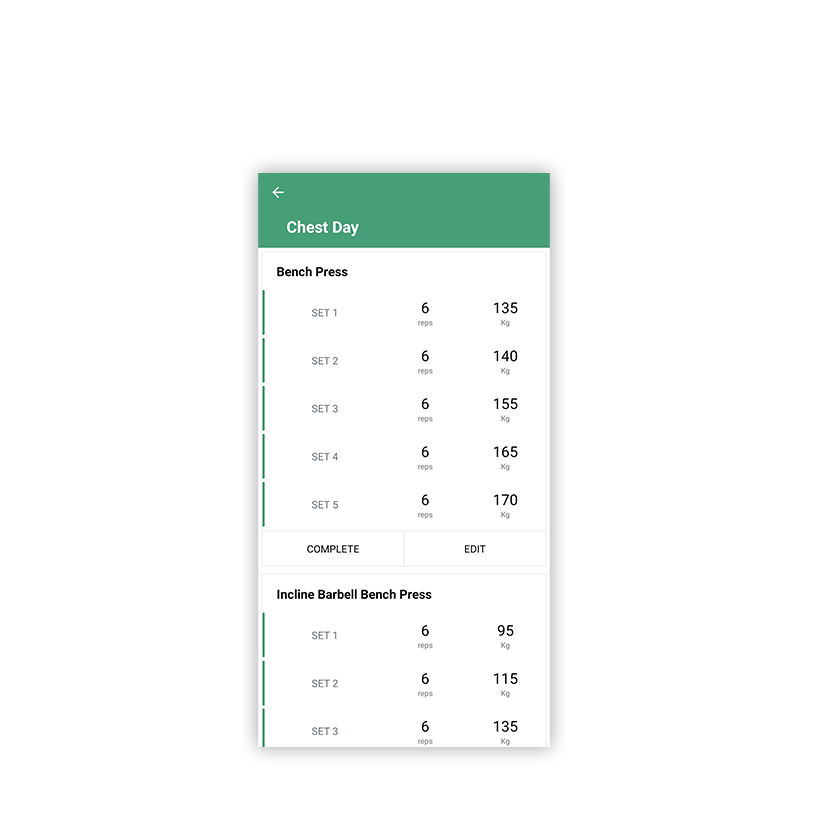 Chest Day
Bench Press
SET 1 6 135
reps Kg
SET 2 6 140
reps Kg
SET 3 6 155
reps Kg
SET 4 6 165
reps Kg
SET 5 6 170
reps Kg
COMPLETE EDIT
Incline Barbell Bench Press
SET 1 6 95
reps Kg
SET 2 6 115
reps Kg
SET 3 6 135
reps Kg